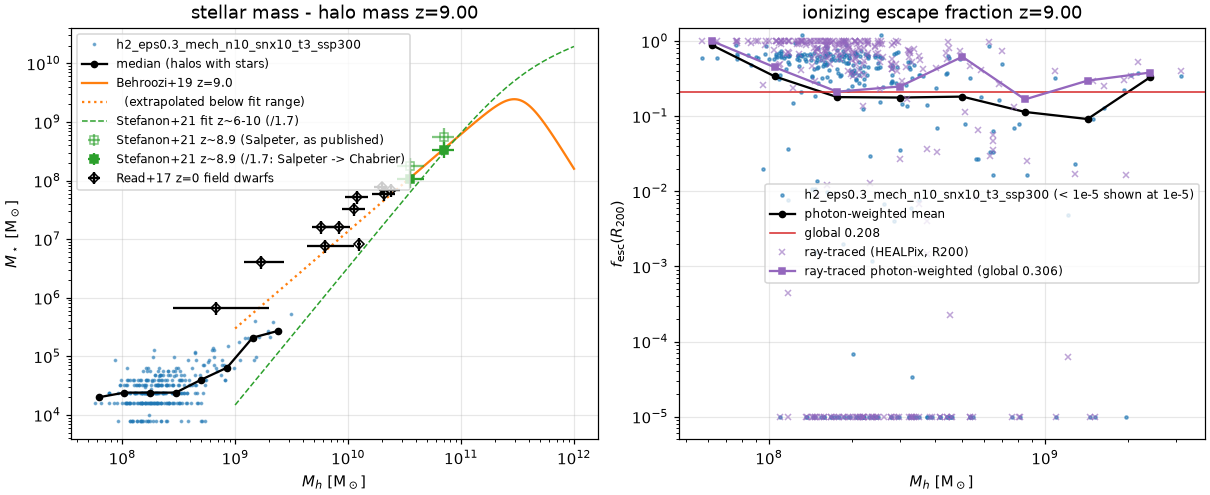 stellar mass - halo mass z=9.00
h2_eps0.3_mech_n10_snx10_t3_ssp300
median (halos with stars)
Behroozi+19 z=9.0
(extrapolated below fit range)
Stefanon+21 fit z~6-10 (/1.7)
Stefanon+21 z~8.9 (Salpeter, as published)
Stefanon+21 z~8.9 (/1.7: Salpeter -> Chabrier)
Read+17 z=0 field dwarfs
10¹⁰
10⁹
10⁸
10⁷
10⁶
10⁵
10⁴
M⋆ [M⊙]
10⁸ 10⁹ 10¹⁰ 10¹¹ 10¹²
Mₕ [M⊙]
ionizing escape fraction z=9.00
10⁰
10⁻¹
10⁻²
10⁻³
10⁻⁴
10⁻⁵
f_esc(R₂₀₀)
h2_eps0.3_mech_n10_snx10_t3_ssp300 (< 1e-5 shown at 1e-5)
photon-weighted mean
global 0.208
ray-traced (HEALPix, R200)
ray-traced photon-weighted (global 0.306)
10⁸ 10⁹
Mₕ [M⊙]